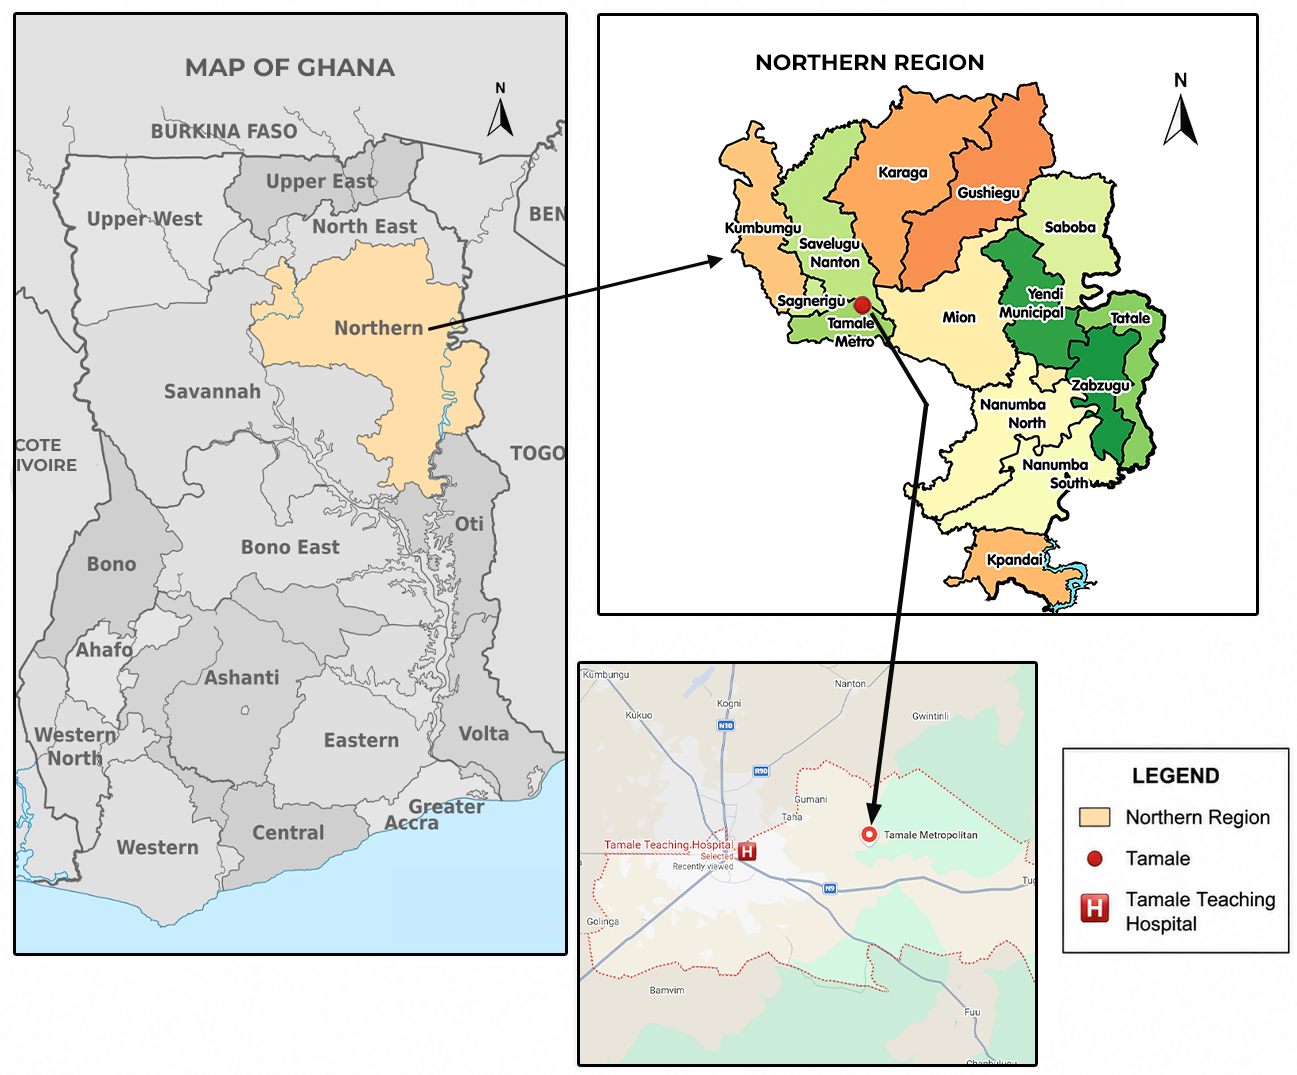 MAP OF GHANA
N
BURKINA FASO
Upper East
Upper West
North East
BEN
Northern
Savannah
COTE
IVOIRE
TOGO
Oti
Bono East
Bono
Ahafo
Ashanti
Western
North
Eastern
Volta
Greater
Accra
Central
Western
NORTHERN REGION
N
Karaga
Gushiegu
Kumbumgu
Saboba
Savelugu
Nanton
Sagnerigu
Yendi
Municipal
Tatale
Mion
Tamale
Metro
Zabzugu
Nanumba
North
Nanumba
South
Kpandai
Kumbungu
Nanton
Kogni
Kukuo
Gwintinli
N10
R90
Gumani
Taha
Tamale Metropolitan
Tamale Teaching Hospital
Selected
Recently viewed
H
N9
Tug
Golinga
Bamvim
Fuu
Chanbulugu
LEGEND
Northern Region
Tamale
H
Tamale Teaching
Hospital